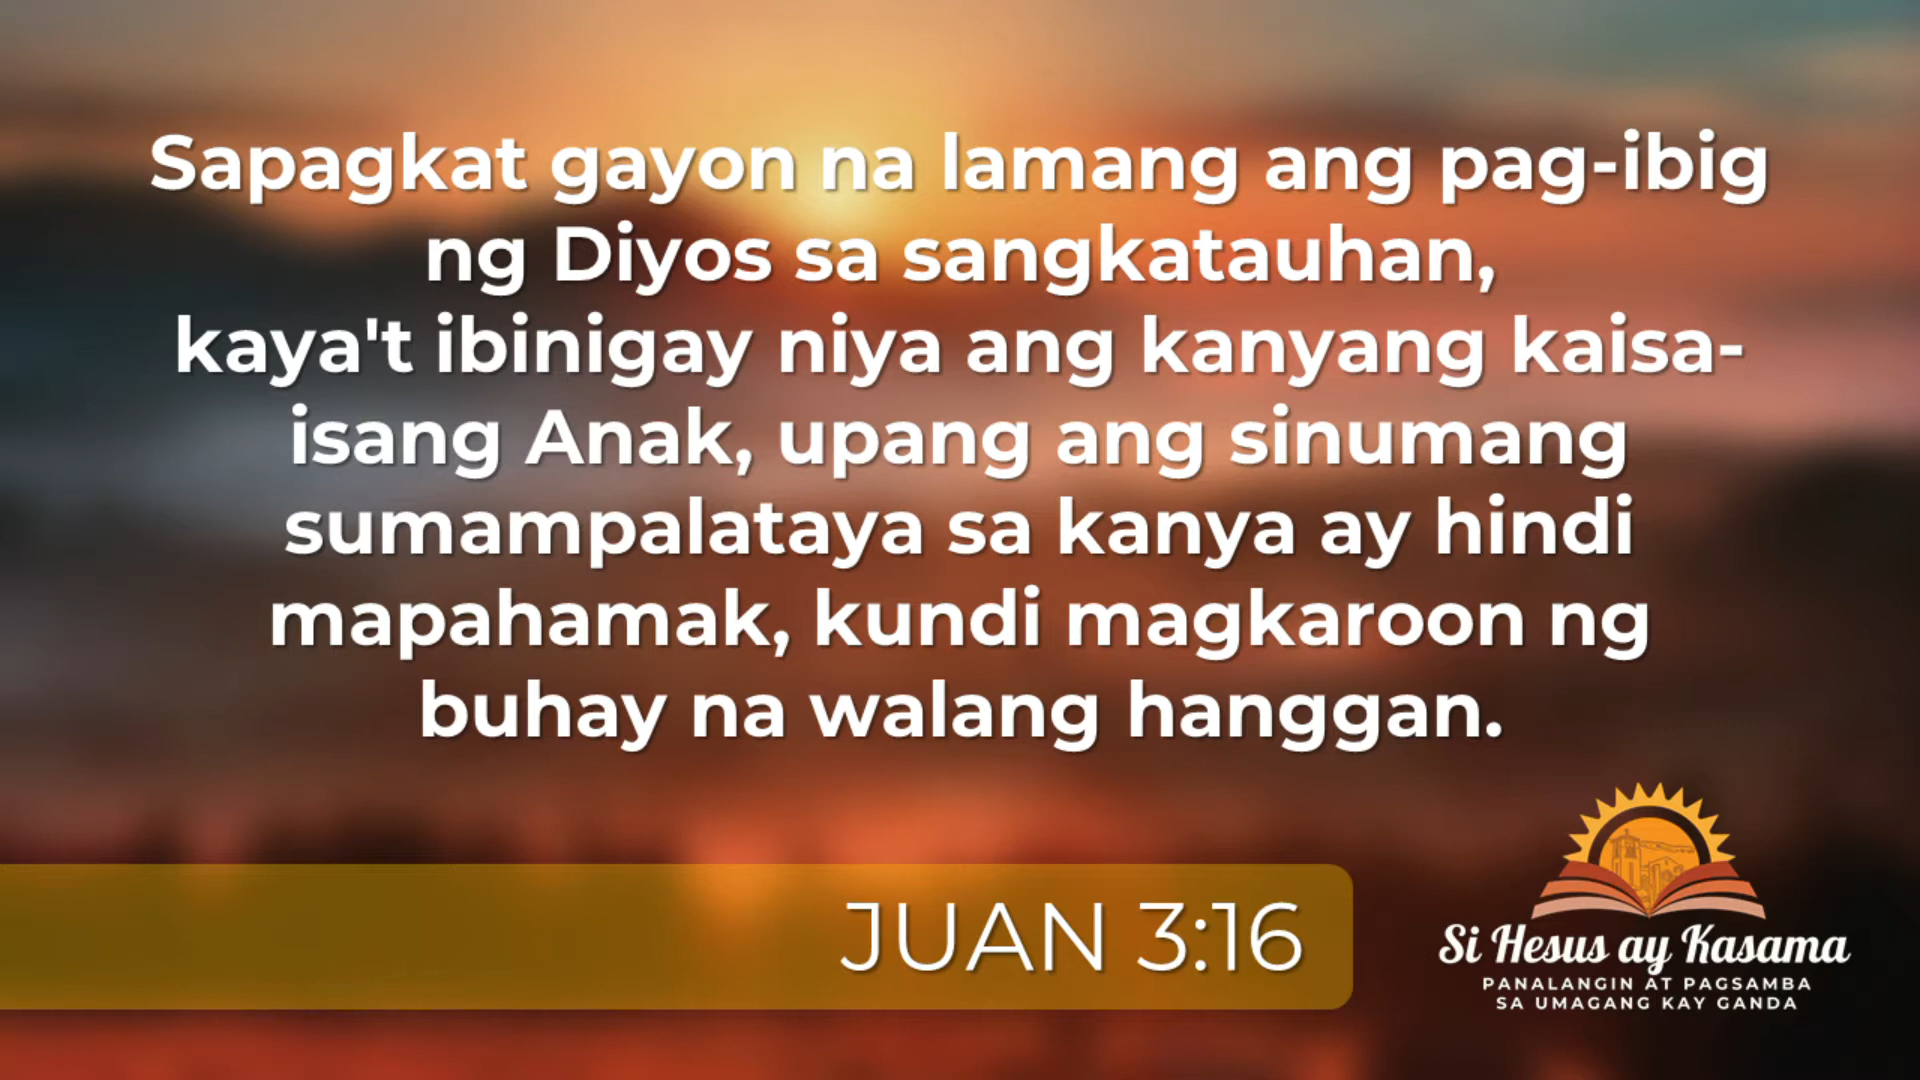 Sapagkat gayon na lamang ang pag-ibig
ng Diyos sa sangkatauhan,
kaya't ibinigay niya ang kanyang kaisa-
isang Anak, upang ang sinumang
sumampalataya sa kanya ay hindi
mapahamak, kundi magkaroon ng
buhay na walang hanggan.
JUAN 3:16
Si Hesus ay Kasama
PANALANGIN AT PAGSAMBA
SA UMAGANG KAY GANDA